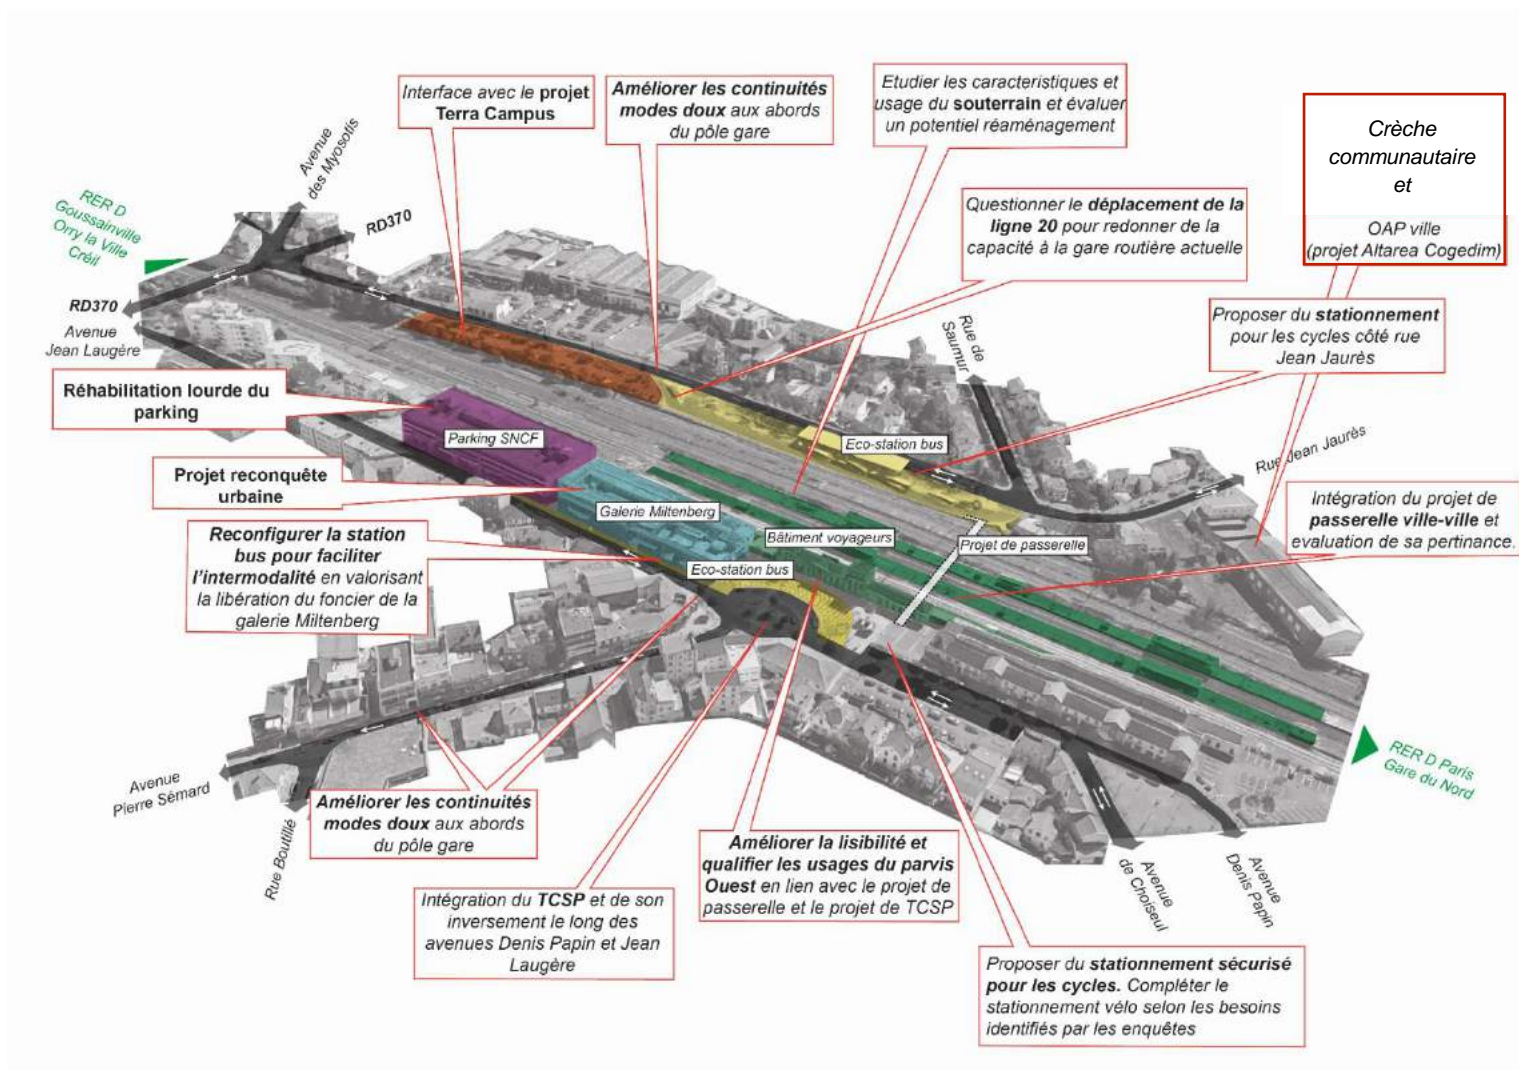 Interface avec le projet
Terra Campus
Améliorer les continuités
modes doux aux abords
du pôle gare
Etudier les caracteristiques et
usage du souterrain et évaluer
un potentiel réaménagement
Crèche
communautaire
et
OAP ville
(projet Altarea Cogedim)
Questionner le déplacement de la
ligne 20 pour redonner de la
capacité à la gare routière actuelle
Avenue
des Myosotis
RD370
RER D
Goussainville
Orry la Ville
Créil
RD370
Avenue
Jean Laugère
Rue de
Saumur
Proposer du stationnement
pour les cycles côté rue
Jean Jaurès
Réhabilitation lourde du
parking
Parking SNCF
Eco-station bus
Rue Jean Jaurès
Projet reconquête
urbaine
Galerie Miltenberg
Bâtiment voyageurs
Projet de passerelle
Intégration du projet de
passerelle ville-ville et
evaluation de sa pertinance.
Reconfigurer la station
bus pour faciliter
l'intermodalité en valorisant
la libération du foncier de la
galerie Miltenberg
Eco-station bus
RER D Paris
Gare du Nord
Avenue
Pierre Sémard
Rue Boutillé
Améliorer les continuités
modes doux aux abords
du pôle gare
Améliorer la lisibilité et
qualifier les usages du parvis
Ouest en lien avec le projet de
passerelle et le projet de TCSP
Avenue
de Choiseul
Avenue
Denis Papin
Intégration du TCSP et de son
inversement le long des
avenues Denis Papin et Jean
Laugère
Proposer du stationnement sécurisé
pour les cycles. Compléter le
stationnement vélo selon les besoins
identifiés par les enquêtes